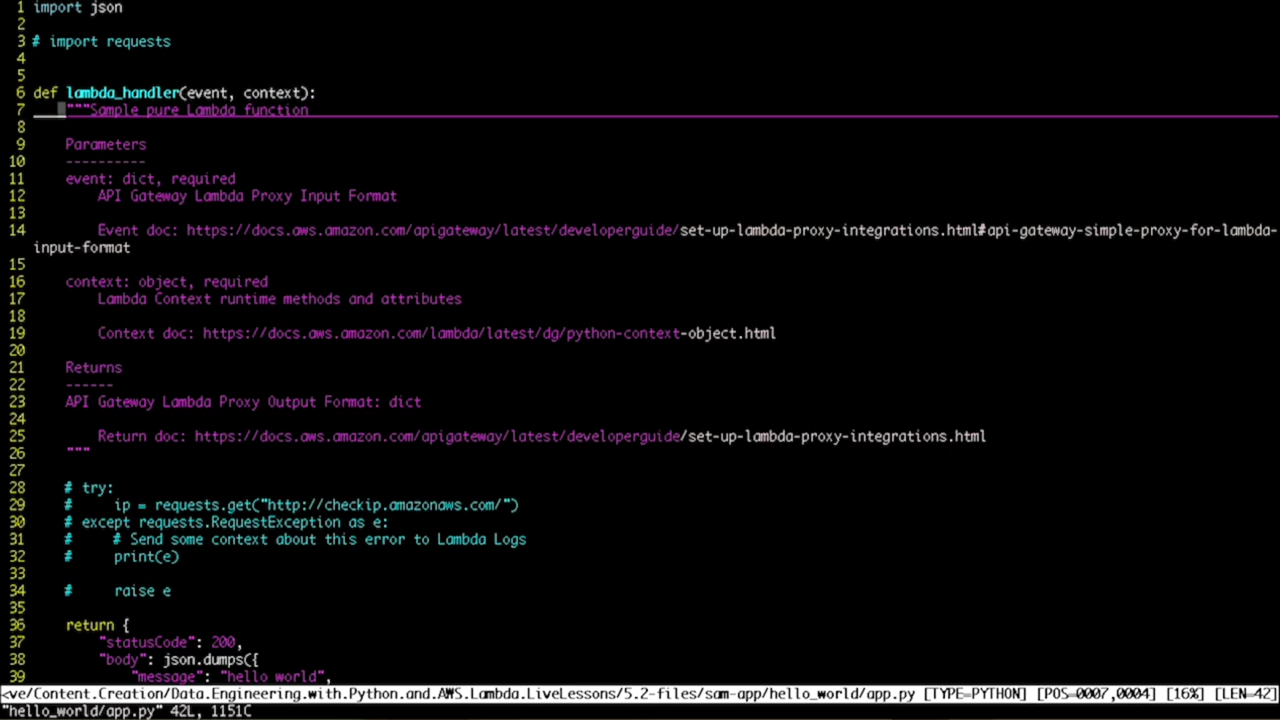 1 import json
2
3 # import requests
4
5
6 def lambda_handler(event, context):
7     """Sample pure Lambda function
8
9     Parameters
10     ----------
11     event: dict, required
12         API Gateway Lambda Proxy Input Format
13
14         Event doc: https://docs.aws.amazon.com/apigateway/latest/developerguide/set-up-lambda-proxy-integrations.html#api-gateway-simple-proxy-for-lambda-
input-format
15
16     context: object, required
17         Lambda Context runtime methods and attributes
18
19         Context doc: https://docs.aws.amazon.com/lambda/latest/dg/python-context-object.html
20
21     Returns
22     ------
23     API Gateway Lambda Proxy Output Format: dict
24
25         Return doc: https://docs.aws.amazon.com/apigateway/latest/developerguide/set-up-lambda-proxy-integrations.html
26     """
27
28     # try:
29     #     ip = requests.get("http://checkip.amazonaws.com/")
30     # except requests.RequestException as e:
31     #     # Send some context about this error to Lambda Logs
32     #     print(e)
33
34     #     raise e
35
36     return {
37         "statusCode": 200,
38         "body": json.dumps({
39             "message": "hello world",
<ve/Content.Creation/Data.Engineering.with.Python.and.AWS.Lambda.LiveLessons/5.2-files/sam-app/hello_world/app.py [TYPE=PYTHON] [POS=0007,0004] [16%] [LEN=42]
"hello_world/app.py" 42L, 1151C